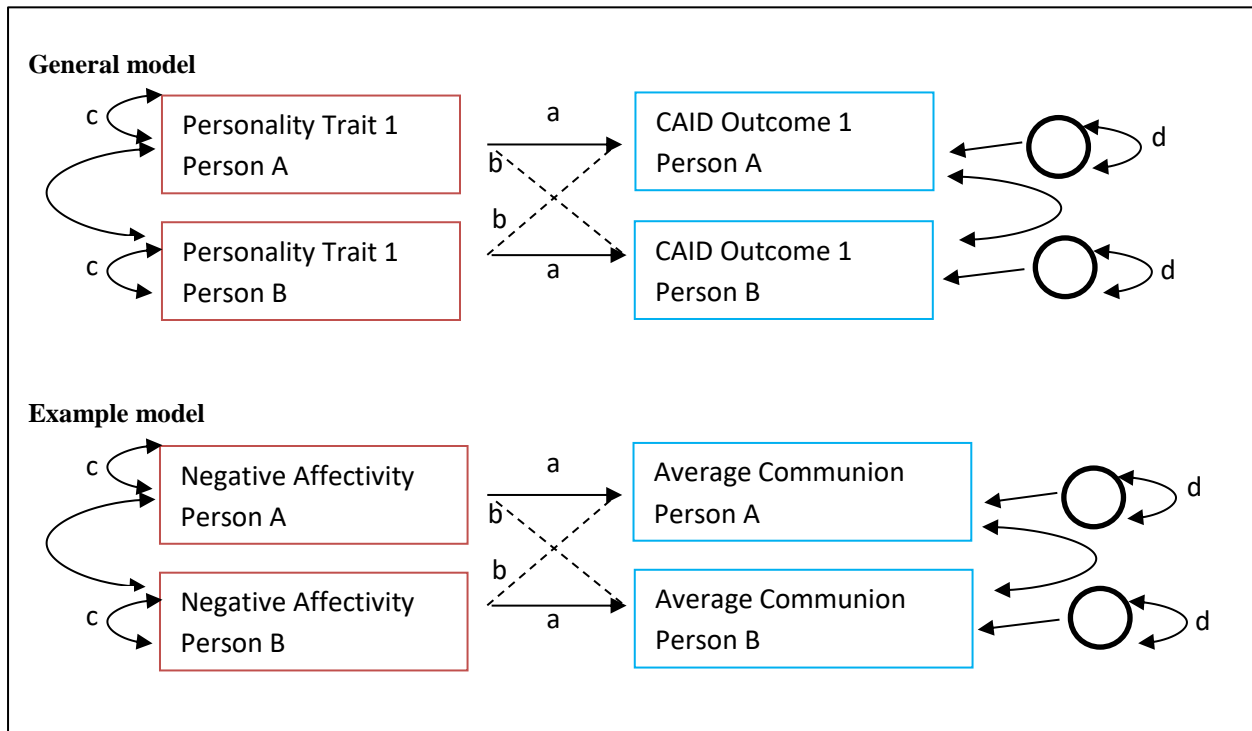 General model
c
Personality Trait 1
Person A
a
b
CAID Outcome 1
Person A
d
c
Personality Trait 1
Person B
b
a
CAID Outcome 1
Person B
d
Example model
c
Negative Affectivity
Person A
a
b
Average Communion
Person A
d
c
Negative Affectivity
Person B
b
a
Average Communion
Person B
d